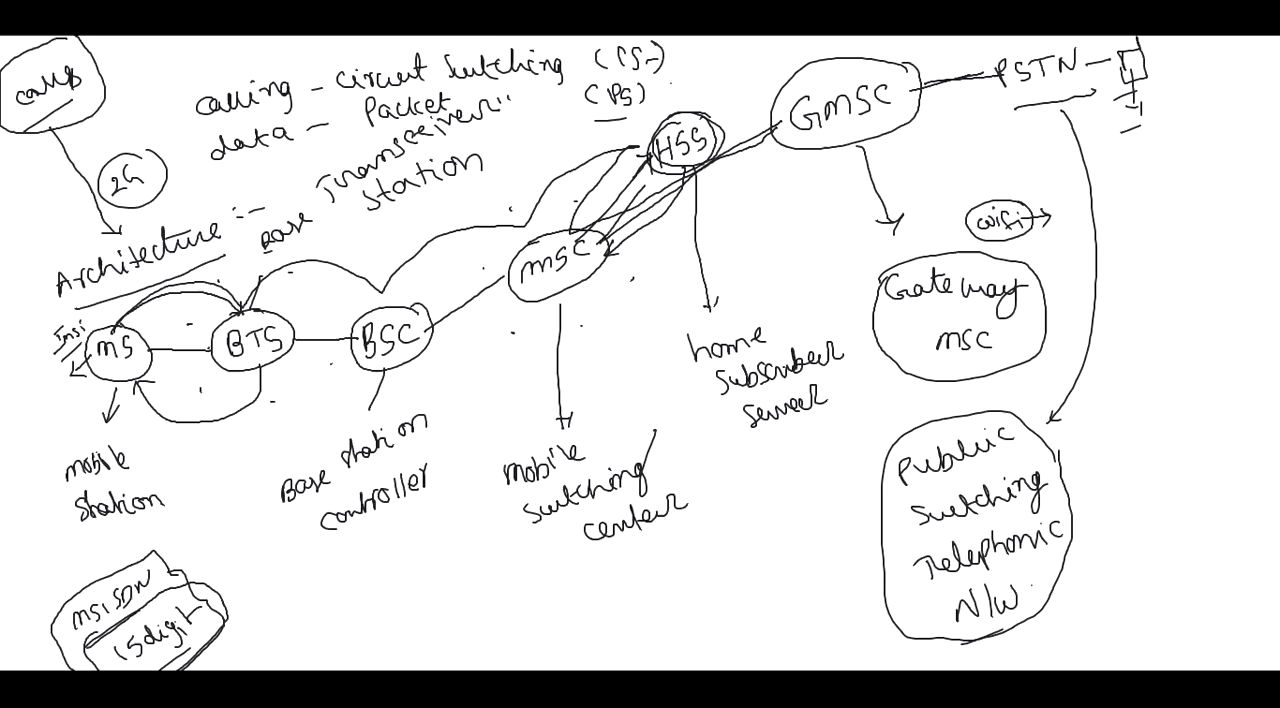 calls
calling - circuit switching (CS)
data - Packet " (PS)
2G
Architecture :-
Base Transceiver
station
Imsi
MS
BTS
BSC
MSC
HSS
GMSC
PSTN
wifi
Gateway
MSC
home
subscriber
server
mobile
station
Base station
controller
Mobile
switching
center
Public
Switching
Telephonic
N/W
MSISDN
15digit